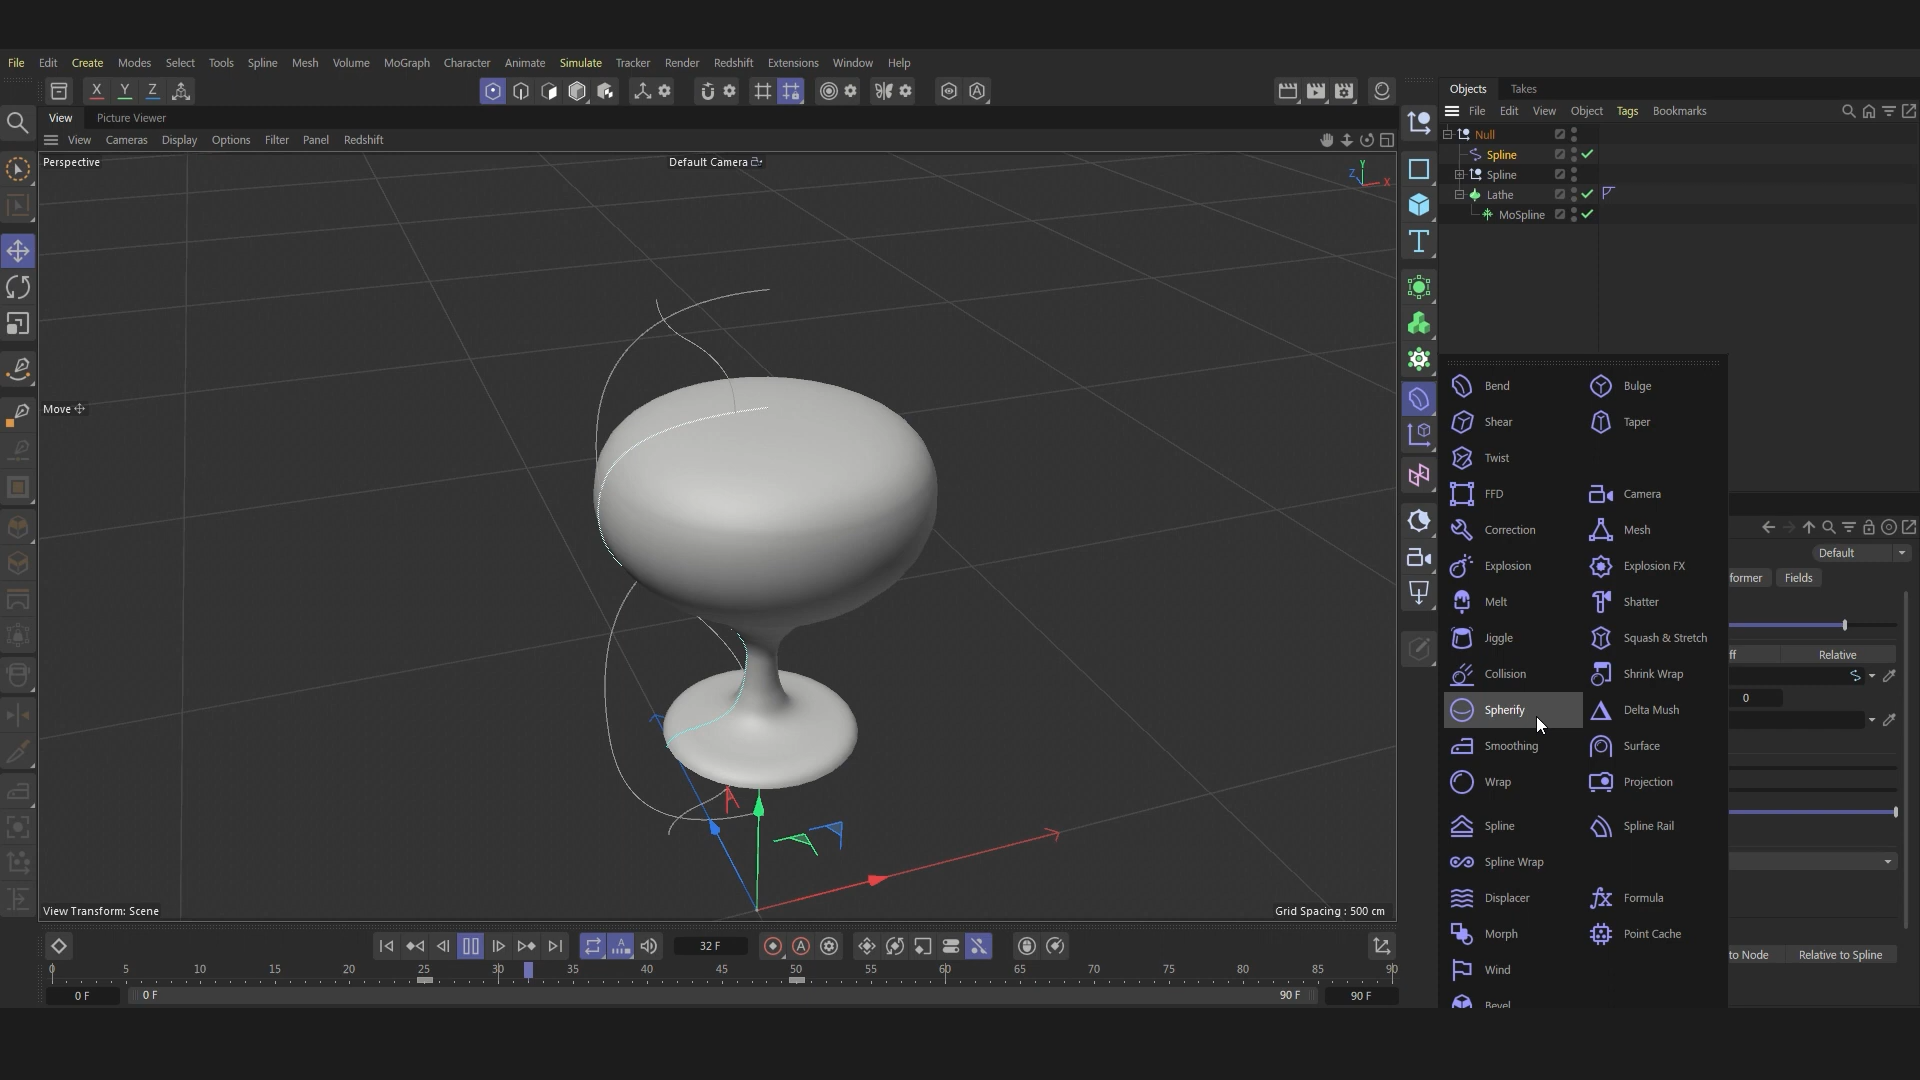 File Edit Create Modes Select Tools Spline Mesh Volume MoGraph Character Animate Simulate Tracker Render Redshift Extensions Window Help
X Y Z
View Picture Viewer
View Cameras Display Options Filter Panel Redshift
Perspective
Default Camera
Y
Z
X
Move
View Transform: Scene
Grid Spacing : 500 cm
32 F
0 5 10 15 20 25 30 35 40 45 50 55 60 65 70 75 80 85 90
0 F
0 F
90 F
90 F
Objects Takes
File Edit View Object Tags Bookmarks
Null
Spline
Spline
Lathe
MoSpline
Bend Bulge
Shear Taper
Twist
FFD Camera
Correction Mesh
Explosion Explosion FX
Melt Shatter
Jiggle Squash & Stretch
Collision Shrink Wrap
Spherify Delta Mush
Smoothing Surface
Wrap Projection
Spline Spline Rail
Spline Wrap
Displacer Formula
Morph Point Cache
Wind
Bevel
Default
former Fields
ff Relative
0
to Node Relative to Spline